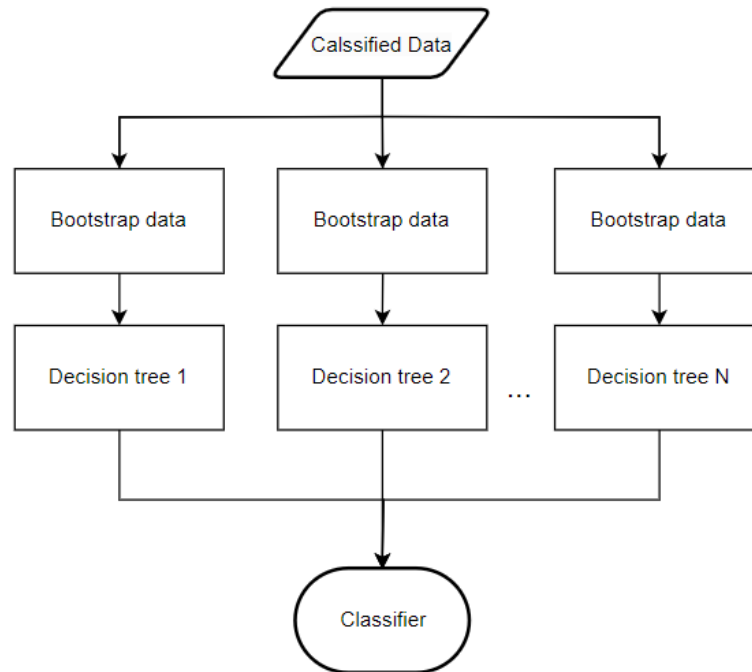 Calssified Data
Bootstrap data
Bootstrap data
Bootstrap data
Decision tree 1
Decision tree 2
...
Decision tree N
Classifier